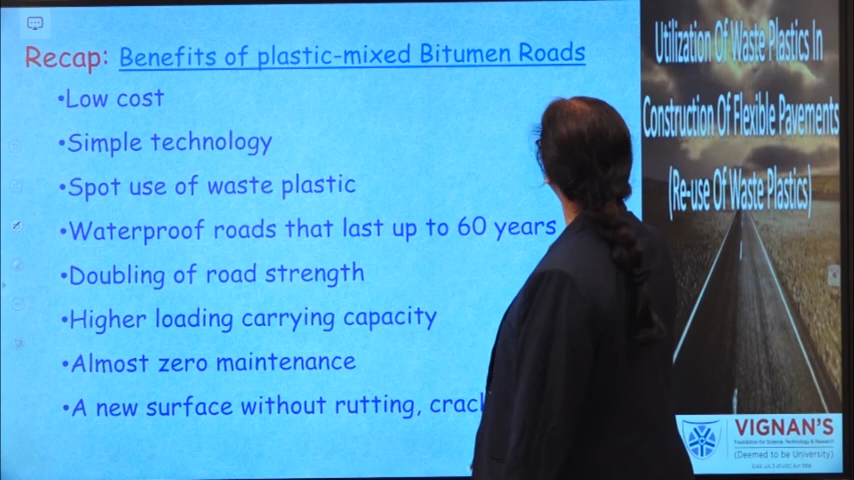 Recap: Benefits of plastic-mixed Bitumen Roads
•Low cost
•Simple technology
•Spot use of waste plastic
•Waterproof roads that last up to 60 years
•Doubling of road strength
•Higher loading carrying capacity
•Almost zero maintenance
•A new surface without rutting,
Utilization Of Waste Plastics In
Construction Of Flexible Pavements
(Re-use Of Waste Plastics)
VIGNAN'S
Foundation for Science, Technology & Research
(Deemed to be University)